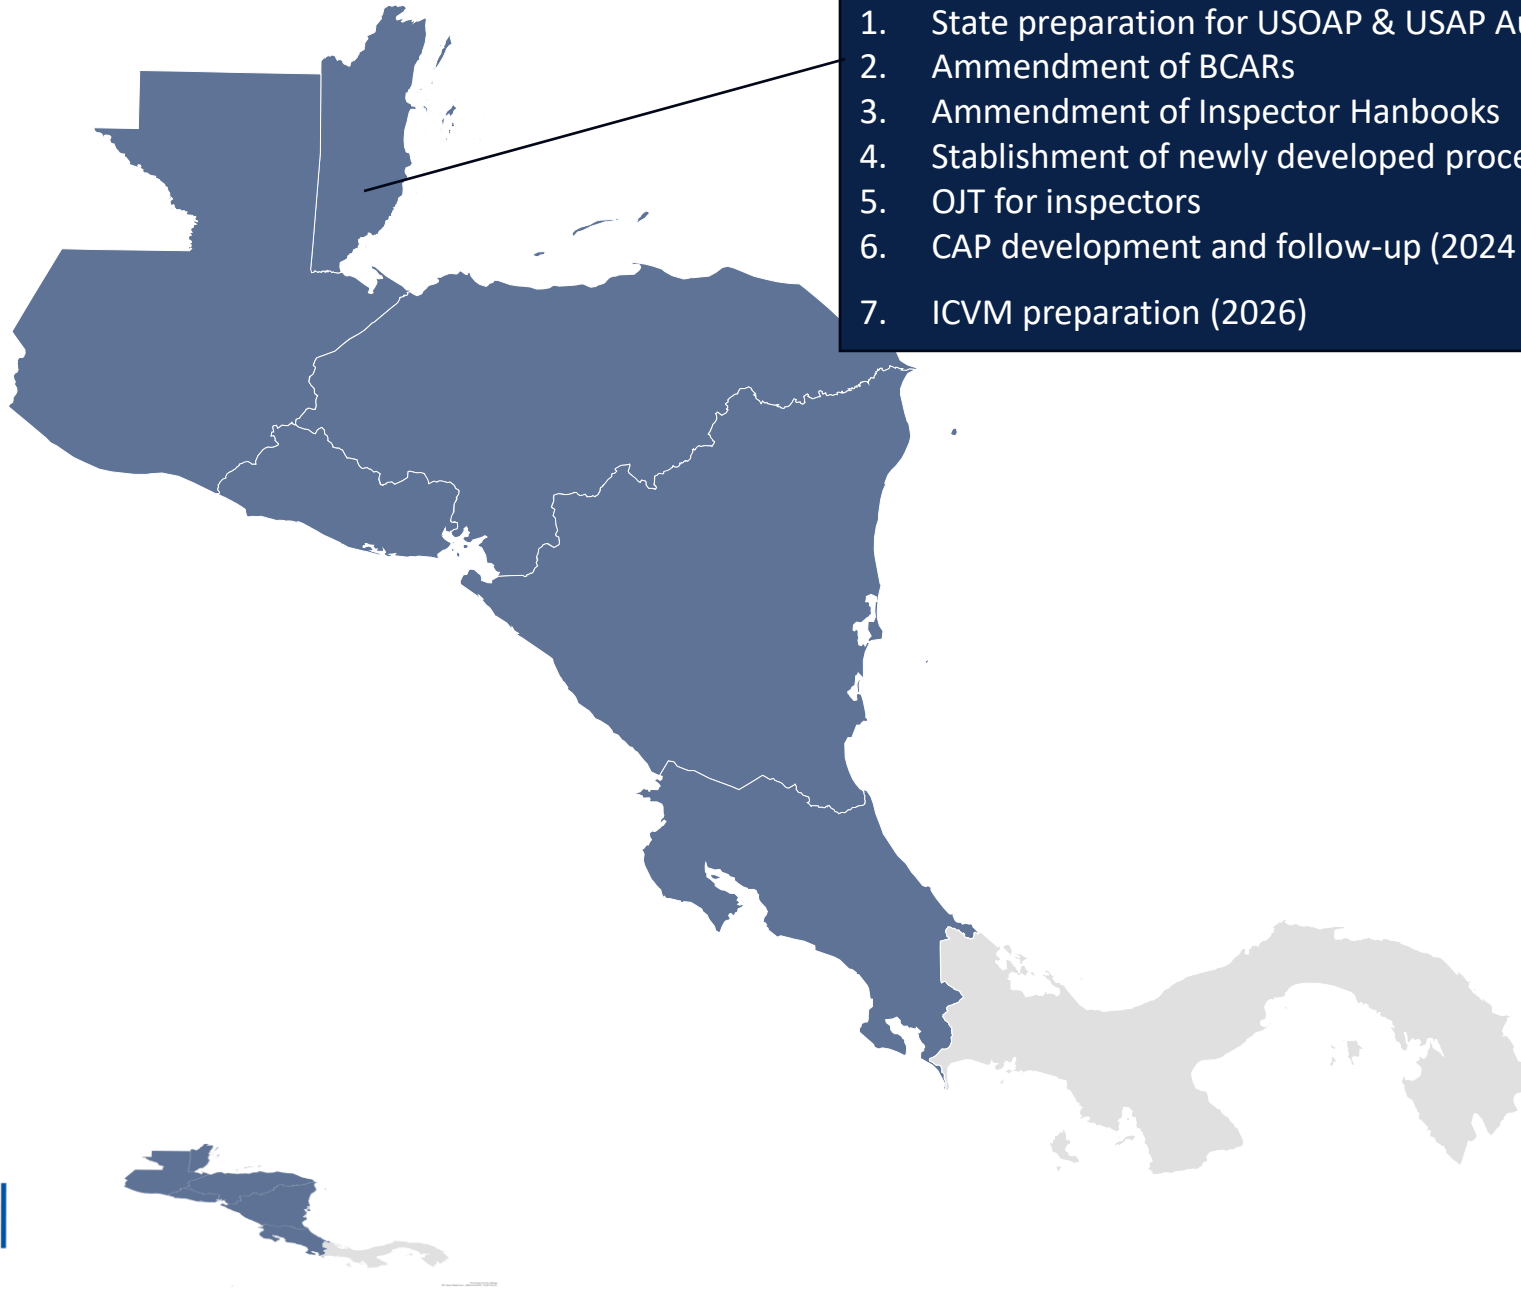 1. State preparation for USOAP & USAP
2. Ammendment of BCARs
3. Ammendment of Inspector Hanbooks
4. Stablishment of newly developed
5. OJT for inspectors
6. CAP development and follow-up (2024
7. ICVM preparation (2026)